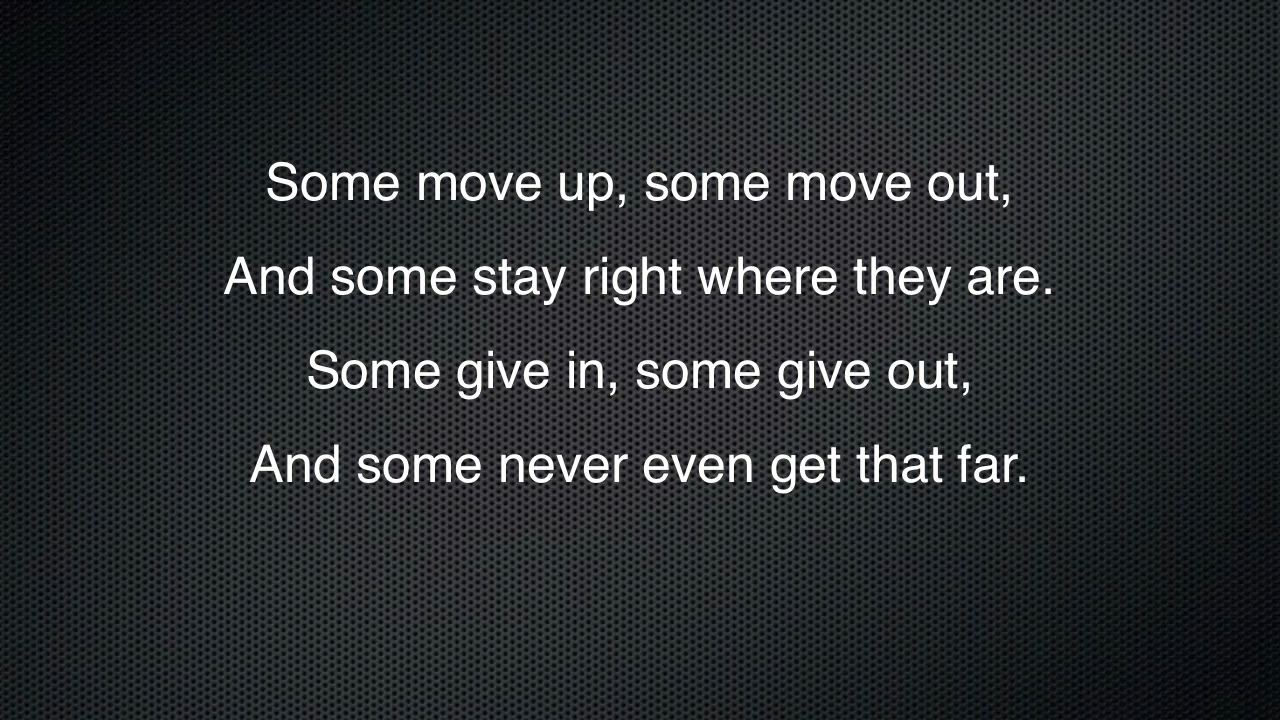 Some move up, some move out,
And some stay right where they are.
Some give in, some give out,
And some never even get that far.